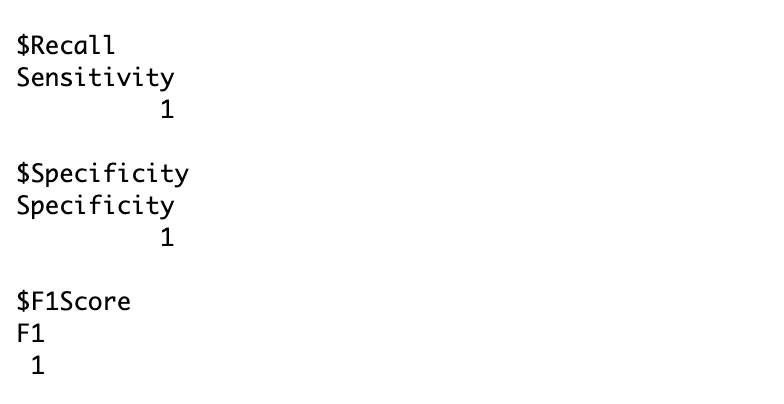 $Recall
Sensitivity
1
$Specificity
Specificity
1
$F1Score
F1
1